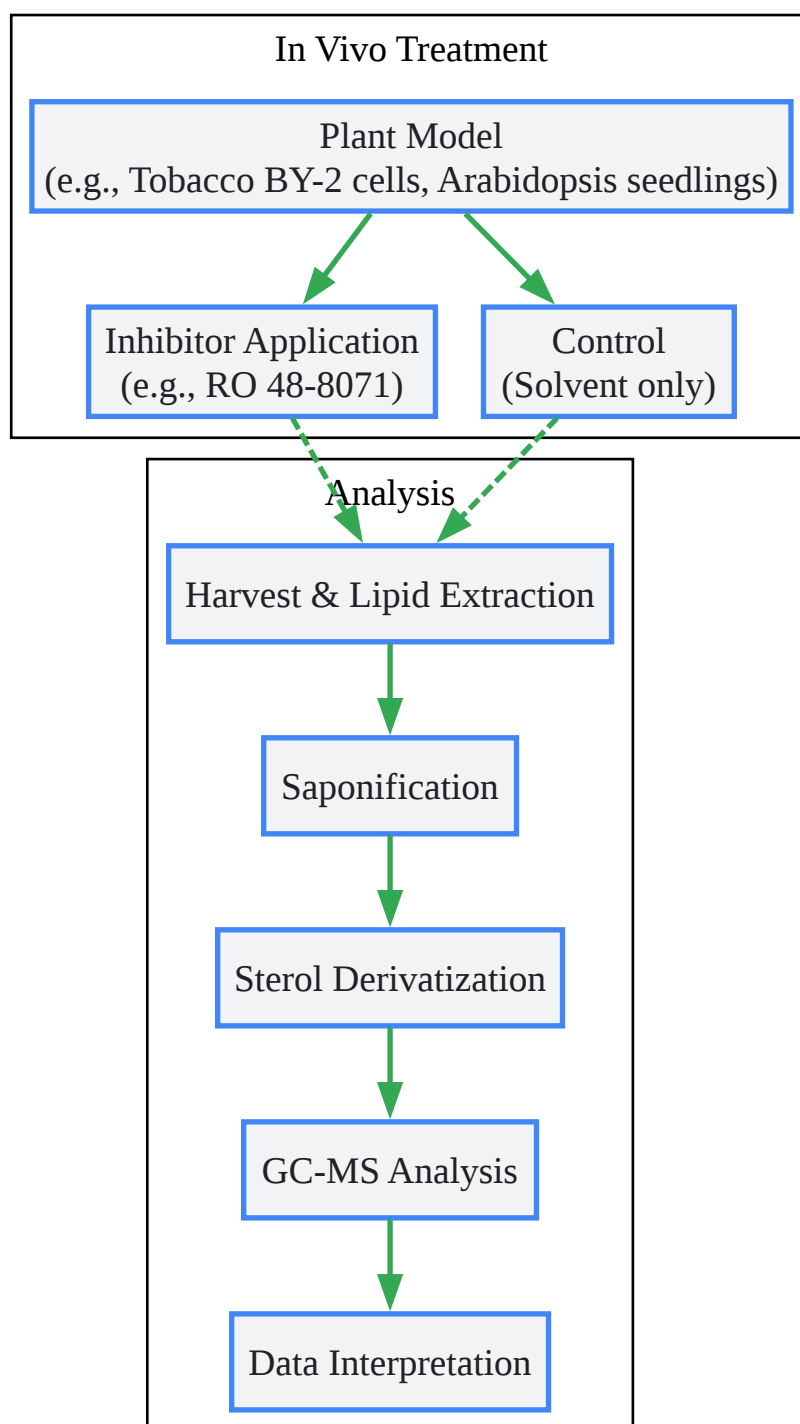 In Vivo Treatment
Plant Model
(e.g., Tobacco BY-2 cells, Arabidopsis seedlings)
Inhibitor Application
(e.g., RO 48-8071)
Control
(Solvent only)
Analysis
Harvest & Lipid Extraction
Saponification
Sterol Derivatization
GC-MS Analysis
Data Interpretation